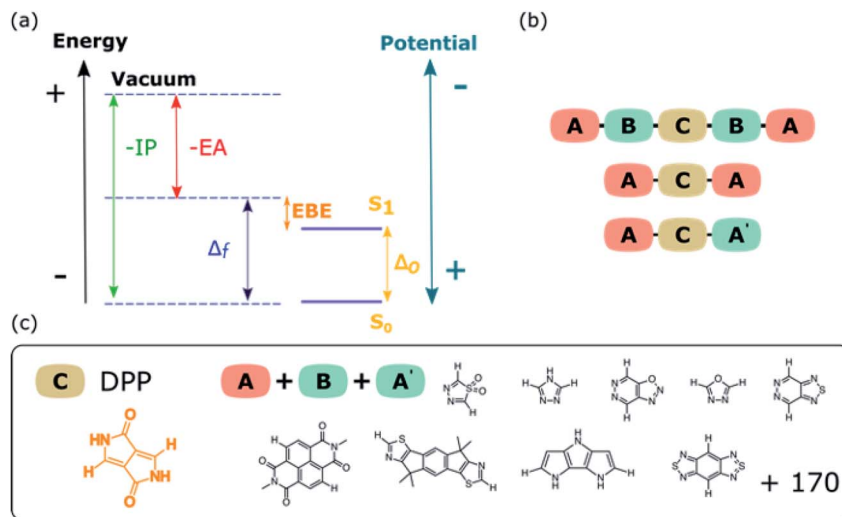 (a)
Energy
Potential
Vacuum
+
-
-IP
-EA
EBE
S1
Δf
Δo
+
-
S0
(b)
A-B-C-B-A
A-C-A
A-C-A'
(c)
C DPP
A + B + A'
O
HN
H
H
NH
O
H
N
N
S
O
O
H
H
N
H
H
N-N
H
N
N
O
N
N
H
H
O
H
N-N
H
N
N
N
S
N
H
O
N
O
H
H
O
N
O
N
S
H
S
N
H
H
N
H
N
H
N
H
H
H
N
S
N
N
S
N
H
+ 170